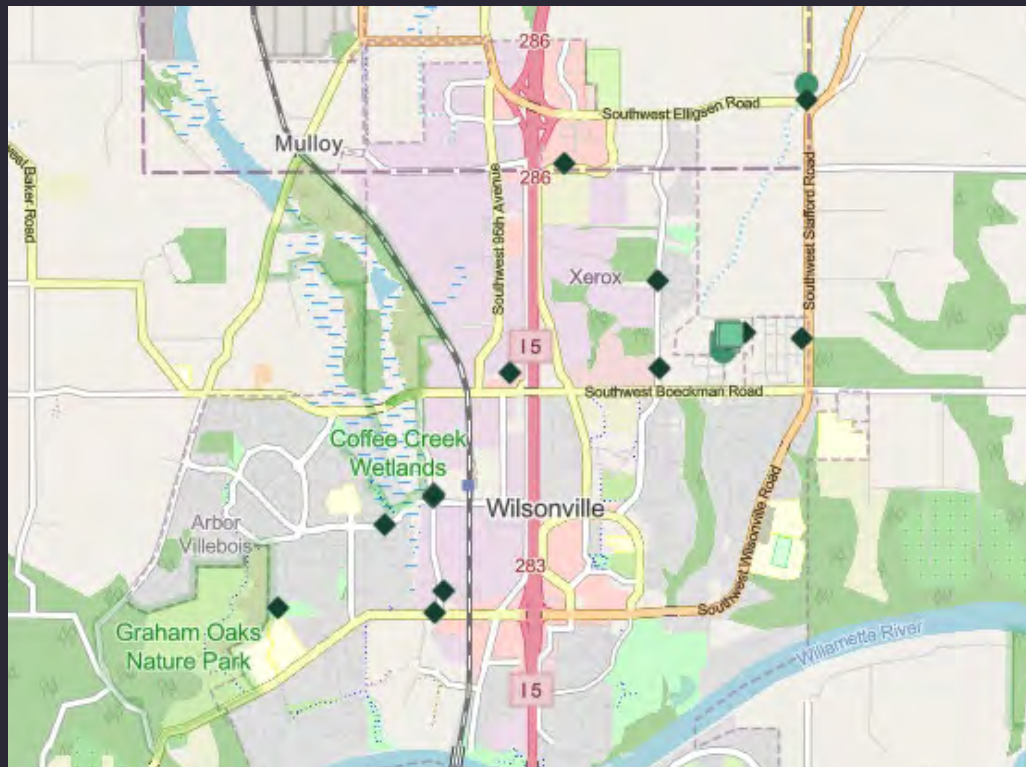 286
Southwest Elligsen Road
Mulloy
286
Baker Road
Southwest 95th Avenue
Southwest Stafford Road
Xerox
I 5
Southwest Boeckman Road
Coffee Creek
Wetlands
Wilsonville
Arbor
Villebois
283
Southwest Wilsonville Road
Graham Oaks
Nature Park
Willamette River
I 5